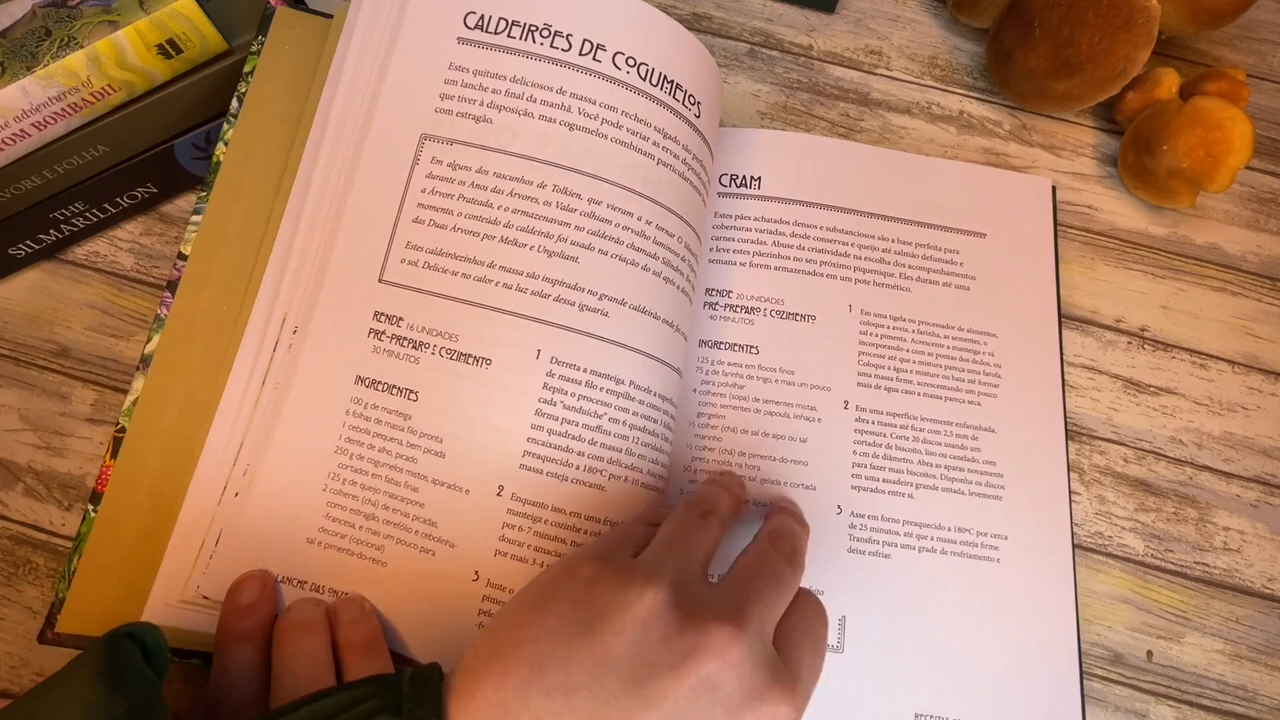 adventures of
TOM BOMBADIL
ÁRVORE E FOLHA
THE
SILMARILLION
CALDEIRÕES DE COGUMELOS
Estes quitutes deliciosos de massa com recheio salgado são
um lanche ao final da manhã. Você pode variar as ervas
que tiver à disposição, mas cogumelos combinam
com estragão.
Em alguns dos rascunhos de Tolkien, que vieram a se tornar O
durante os Anos das Árvores, os Valar colhiam o orvalho luminoso de
a Árvore Prateada, e o armazenavam no caldeirão chamado Silindrin.
momento, o conteúdo do caldeirão foi usado na criação do sol após a
das Duas Árvores por Melkor e Ungoliant.
Estes caldeirõezinhos de massa são inspirados no grande caldeirão onde
o sol. Delicie-se no calor e na luz solar dessa iguaria.
RENDE 16 UNIDADES
PRÉ-PREPARO E COZIMENTO
30 MINUTOS
INGREDIENTES
100 g de manteiga
6 folhas de massa filo pronta
1 cebola pequena, bem picada
1 dente de alho, picado
250 g de cogumelos mistos, aparados e
cortados em fatias finas
125 g de queijo mascarpone
2 colheres (chá) de ervas picadas,
como estragão, cerefólio e cebolinha-
-francesa, e mais um pouco para
decorar (opcional)
sal e pimenta-do-reino
1 Derreta a manteiga. Pincele a
de massa filo e empilhe-as como um
Repita o processo com as outras 3
cada "sanduíche" em 6 quadrados.
fôrma para muffins com 12 cavidades
um quadrado de massa filo em cada
encaixando-as com delicadeza. Asse
preaquecido a 180ºC por 8-10
massa esteja crocante.
2 Enquanto isso, em uma
manteiga e cozinhe a
por 6-7 minutos,
dourar e
por mais 3-4
3 Junte o
LANCHE DAS ONZE
CRAM
Estes pães achatados densos e substanciosos são a base perfeita para
coberturas variadas, desde conservas e queijo até salmão defumado e
carnes curadas. Abuse da criatividade na escolha dos acompanhamentos
e leve estes pãezinhos no seu próximo piquenique. Eles duram até uma
semana se forem armazenados em um pote hermético.
RENDE 20 UNIDADES
PRÉ-PREPARO E COZIMENTO
40 MINUTOS
INGREDIENTES
125 g de aveia em flocos finos
75 g de farinha de trigo, e mais um pouco
para polvilhar
4 colheres (sopa) de sementes mistas,
como sementes de papoula, linhaça e
gergelim
½ colher (chá) de sal de aipo ou sal
marinho
½ colher (chá) de pimenta-do-reino
preta moída na hora
50 g sal, gelada e cortada
1 Em uma tigela ou processador de alimentos,
coloque a aveia, a farinha, as sementes, o
sal e a pimenta. Acrescente a manteiga e vá
incorporando-a com as pontas dos dedos, ou
processe até que a mistura pareça uma farofa.
Coloque a água e misture ou bata até formar
uma massa firme, acrescentando um pouco
mais de água caso a massa pareça seca.
2 Em uma superfície levemente enfarinhada,
abra a massa até ficar com 2,5 mm de
espessura. Corte 20 discos usando um
cortador de biscoito, liso ou canelado, com
6 cm de diâmetro. Abra as aparas novamente
para fazer mais biscoitos. Disponha os discos
em uma assadeira grande untada, levemente
separados entre si.
3 Asse em forno preaquecido a 180ºC por cerca
de 25 minutos, até que a massa esteja firme.
Transfira para uma grade de resfriamento e
deixe esfriar.